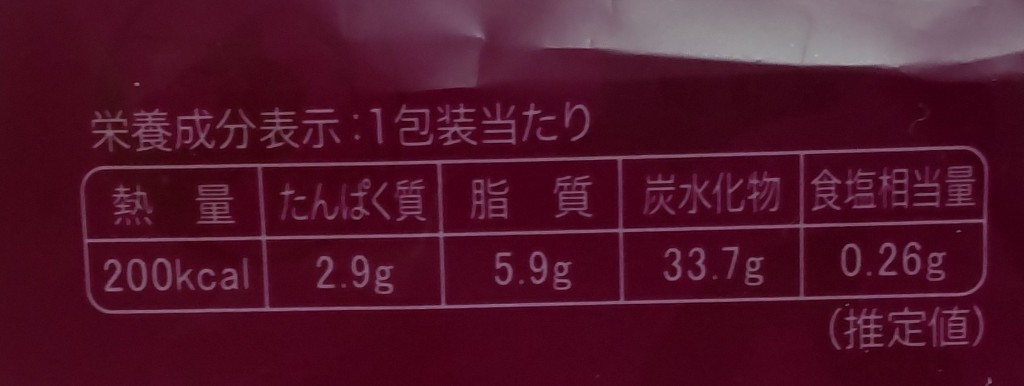 栄養成分表示:1包装当たり
熱 量 たんぱく質 脂 質 炭水化物 食塩相当量
200kcal 2.9g 5.9g 33.7g 0.26g
(推定値)